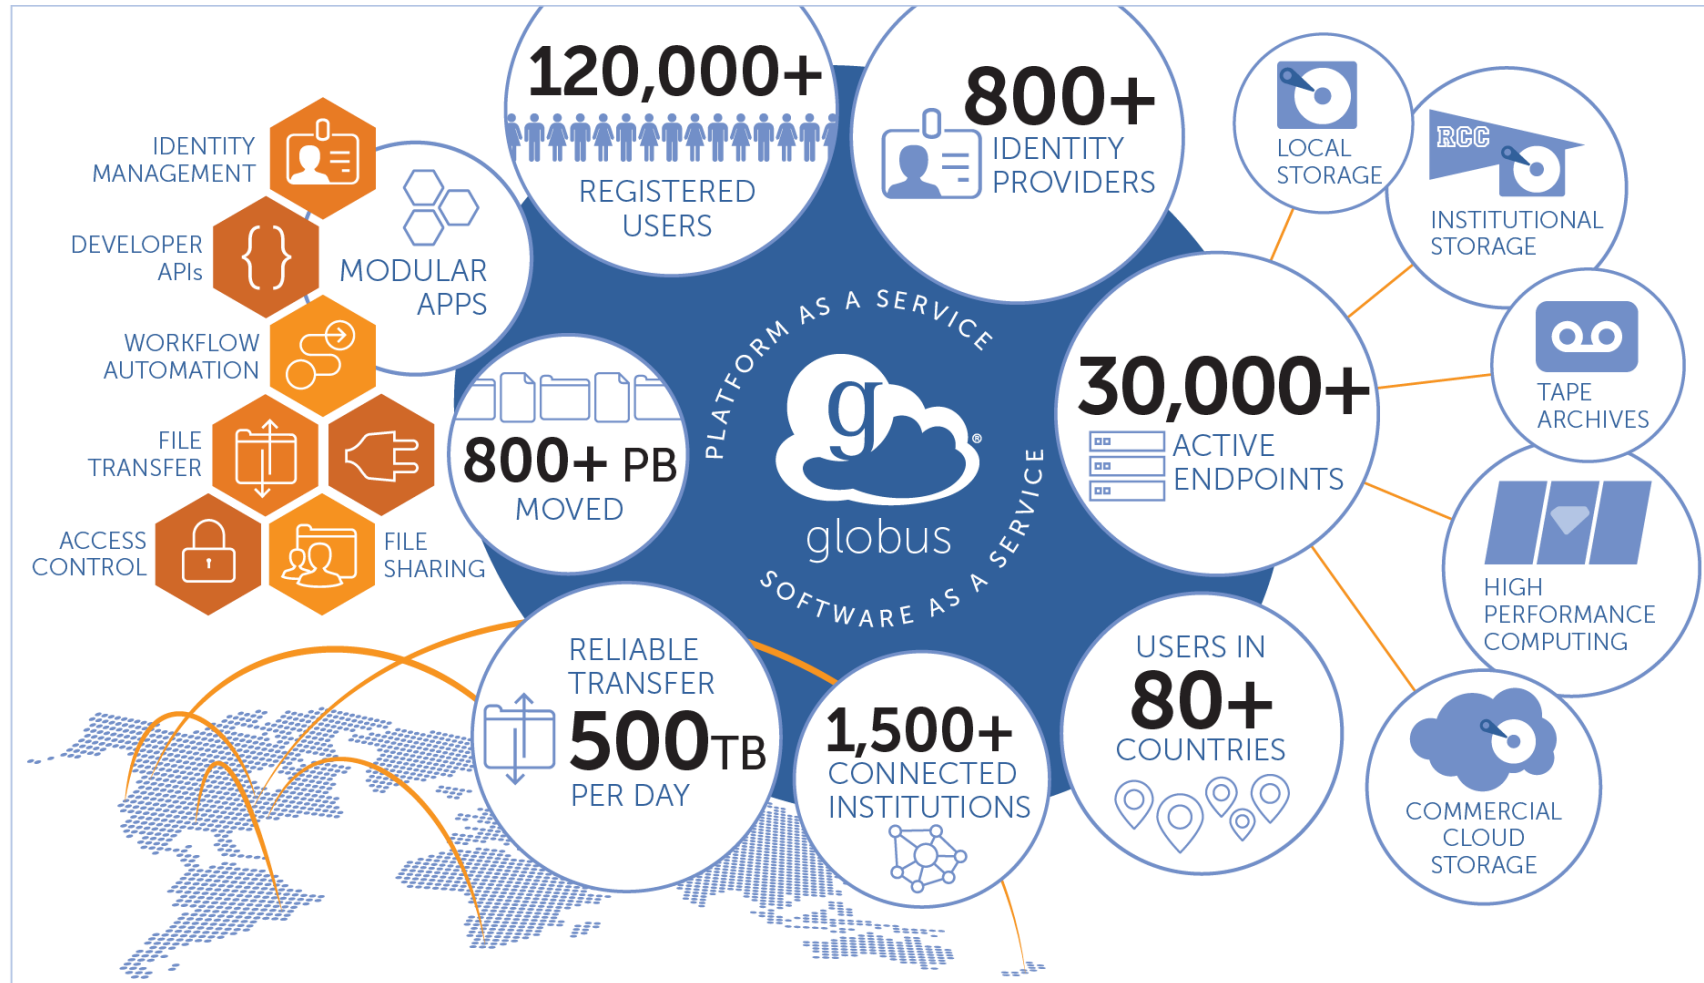 120,000+
REGISTERED
USERS
800+
IDENTITY
PROVIDERS
LOCAL
STORAGE
RCC
INSTITUTIONAL
STORAGE
IDENTITY
MANAGEMENT
DEVELOPER
APIs
MODULAR
APPS
WORKFLOW
AUTOMATION
FILE
TRANSFER
ACCESS
CONTROL
FILE
SHARING
800+ PB
MOVED
PLATFORM AS A SERVICE
g
®
globus
SOFTWARE AS A SERVICE
30,000+
ACTIVE
ENDPOINTS
TAPE
ARCHIVES
HIGH
PERFORMANCE
COMPUTING
COMMERCIAL
CLOUD
STORAGE
RELIABLE
TRANSFER
500TB
PER DAY
1,500+
CONNECTED
INSTITUTIONS
USERS IN
80+
COUNTRIES